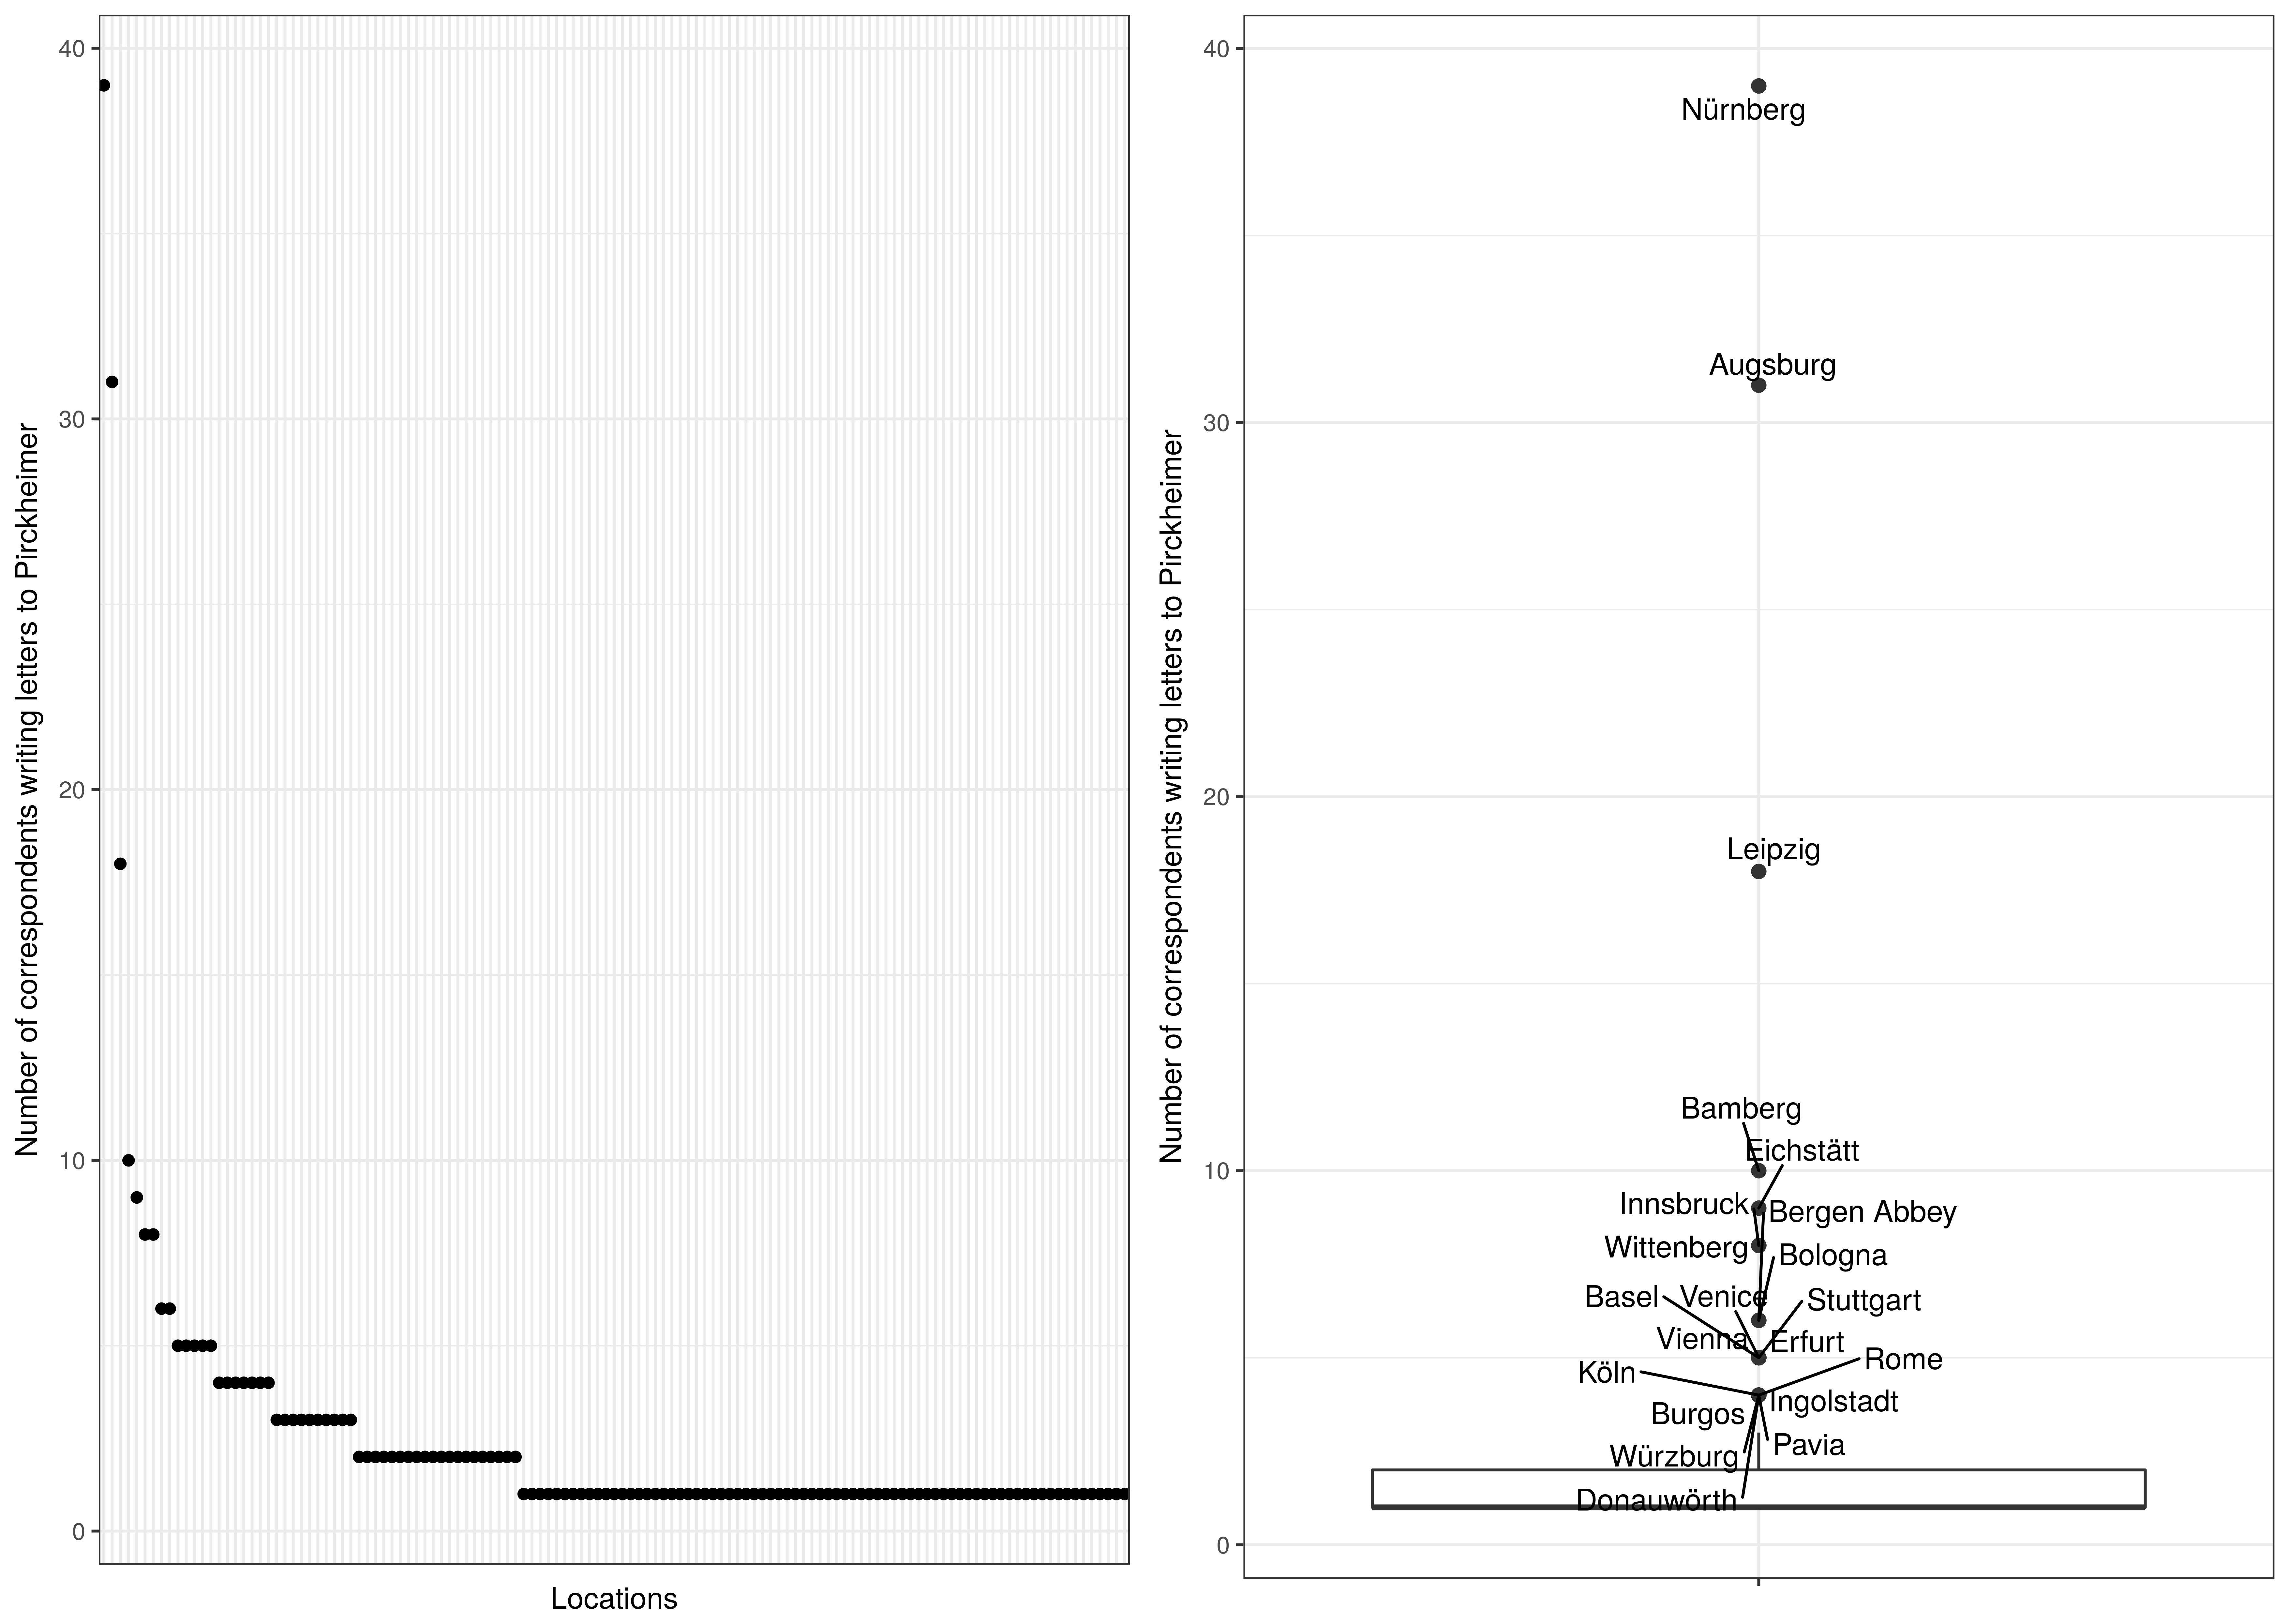 Number of correspondents writing letters to Pirckheimer
40
30
20
10
0
Locations
Number of correspondents writing letters to Pirckheimer
40
30
20
10
0
Nürnberg
Augsburg
Leipzig
Bamberg
Eichstätt
Innsbruck
Bergen Abbey
Wittenberg
Bologna
Basel
Venice
Stuttgart
Vienna
Erfurt
Köln
Rome
Burgos
Ingolstadt
Würzburg
Pavia
Donauwörth